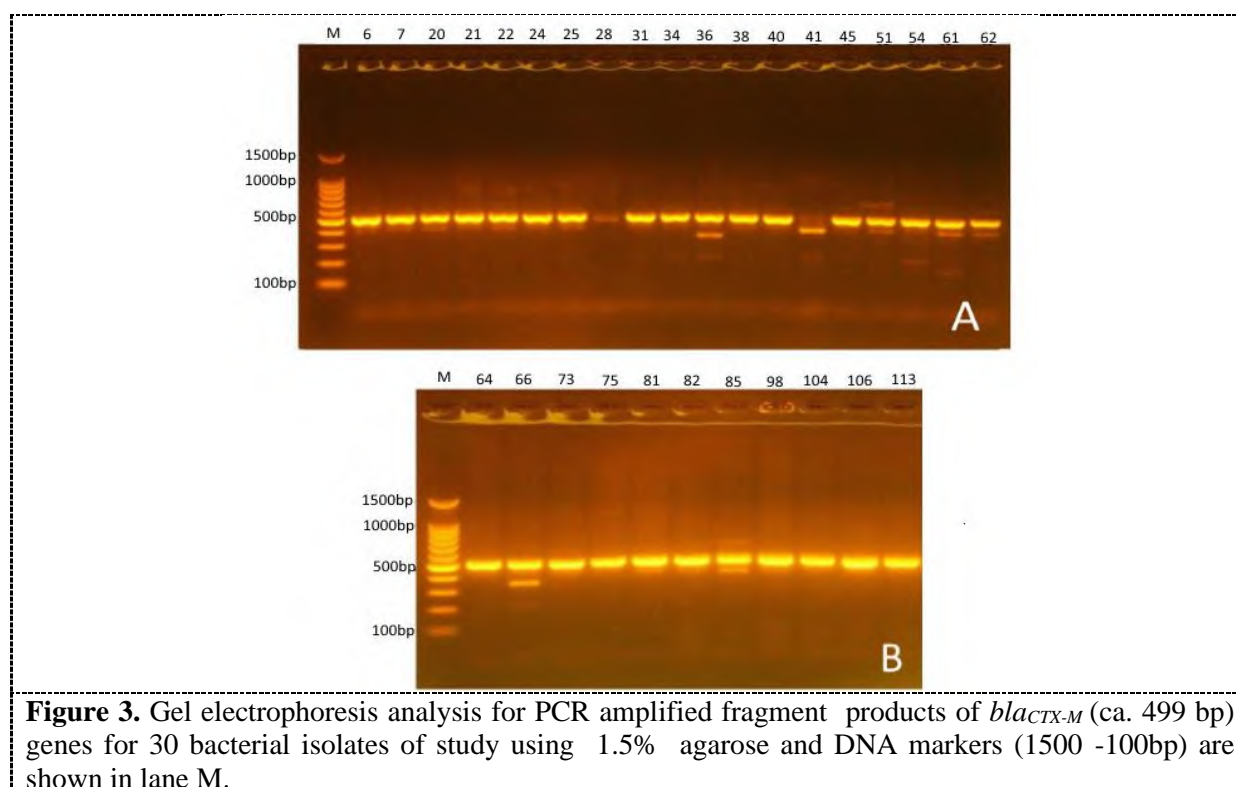 M 6 7 20 21 22 24 25 28 31 34 36 38 40 41 45 51 54 61 62
1500bp
1000bp
500bp
100bp
A
M 64 66 73 75 81 82 85 98 104 106 113
1500bp
1000bp
500bp
100bp
B
Figure 3. Gel electrophoresis analysis for PCR amplified fragment products of blaCTX-M (ca. 499 bp)
genes for 30 bacterial isolates of study using 1.5% agarose and DNA markers (1500 -100bp) are
shown in lane M.